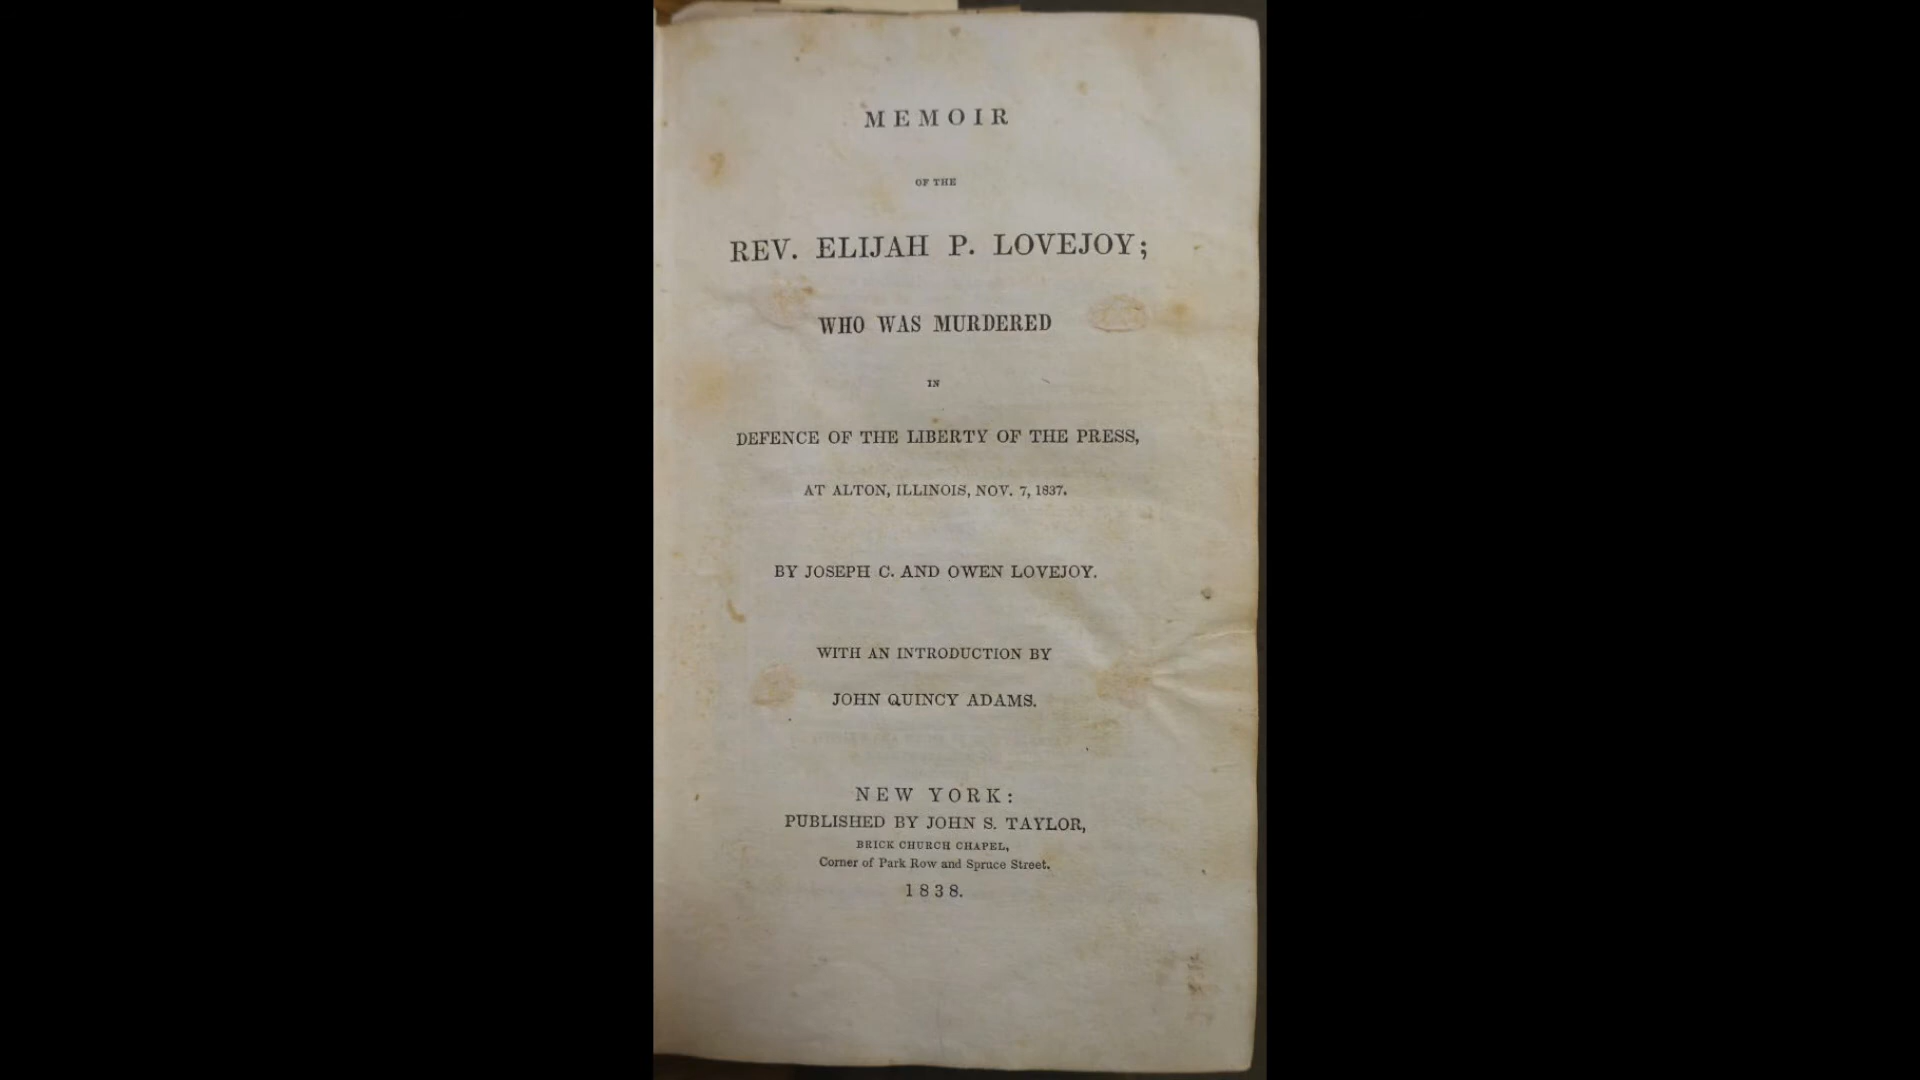 MEMOIR
OF THE
REV. ELIJAH P. LOVEJOY;
WHO WAS MURDERED
IN
DEFENCE OF THE LIBERTY OF THE PRESS,
AT ALTON, ILLINOIS, NOV. 7, 1837.
BY JOSEPH C. AND OWEN LOVEJOY.
WITH AN INTRODUCTION BY
JOHN QUINCY ADAMS.
NEW YORK:
PUBLISHED BY JOHN S. TAYLOR,
BRICK CHURCH CHAPEL,
Corner of Park Row and Spruce Street.
1838.